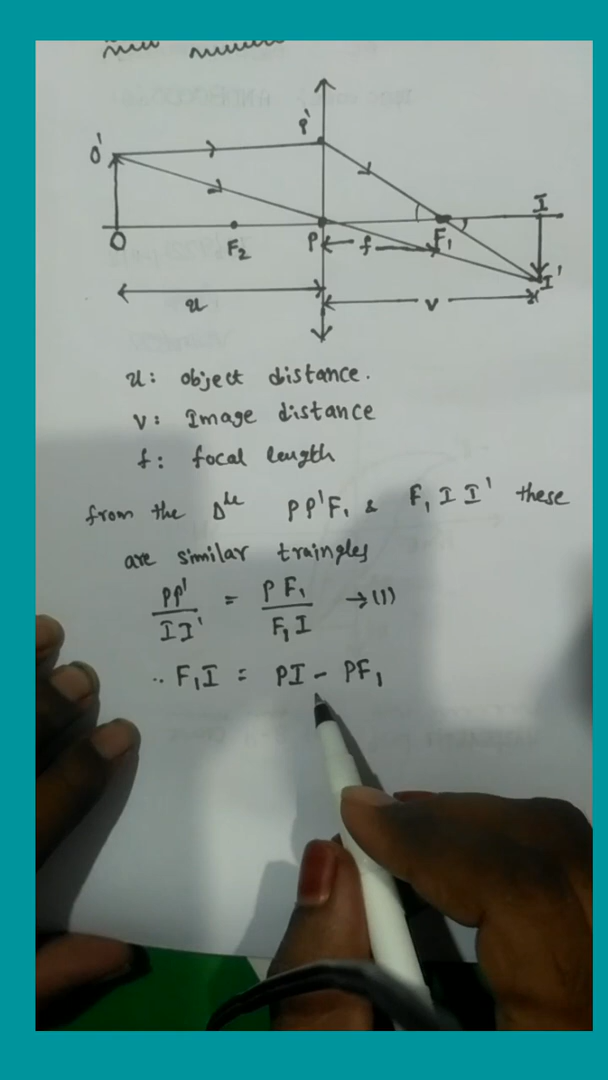 P'
O'
I
O
F₂
P
f
F₁
I'
u
v
u: object distance.
v: Image distance
f: focal length
from the Δle PP'F₁ & F₁II' these
are similar traingles
PP'/II' = PF₁/F₁I → (1)
∴ F₁I = PI - PF₁